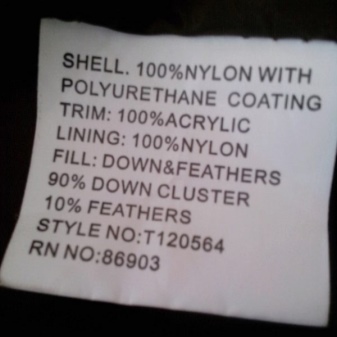 SHELL. 100%NYLON WITH
POLYURETHANE COATING
TRIM: 100%ACRYLIC
LINING: 100%NYLON
FILL: DOWN&FEATHERS
90% DOWN CLUSTER
10% FEATHERS
STYLE NO:T120564
RN NO:86903